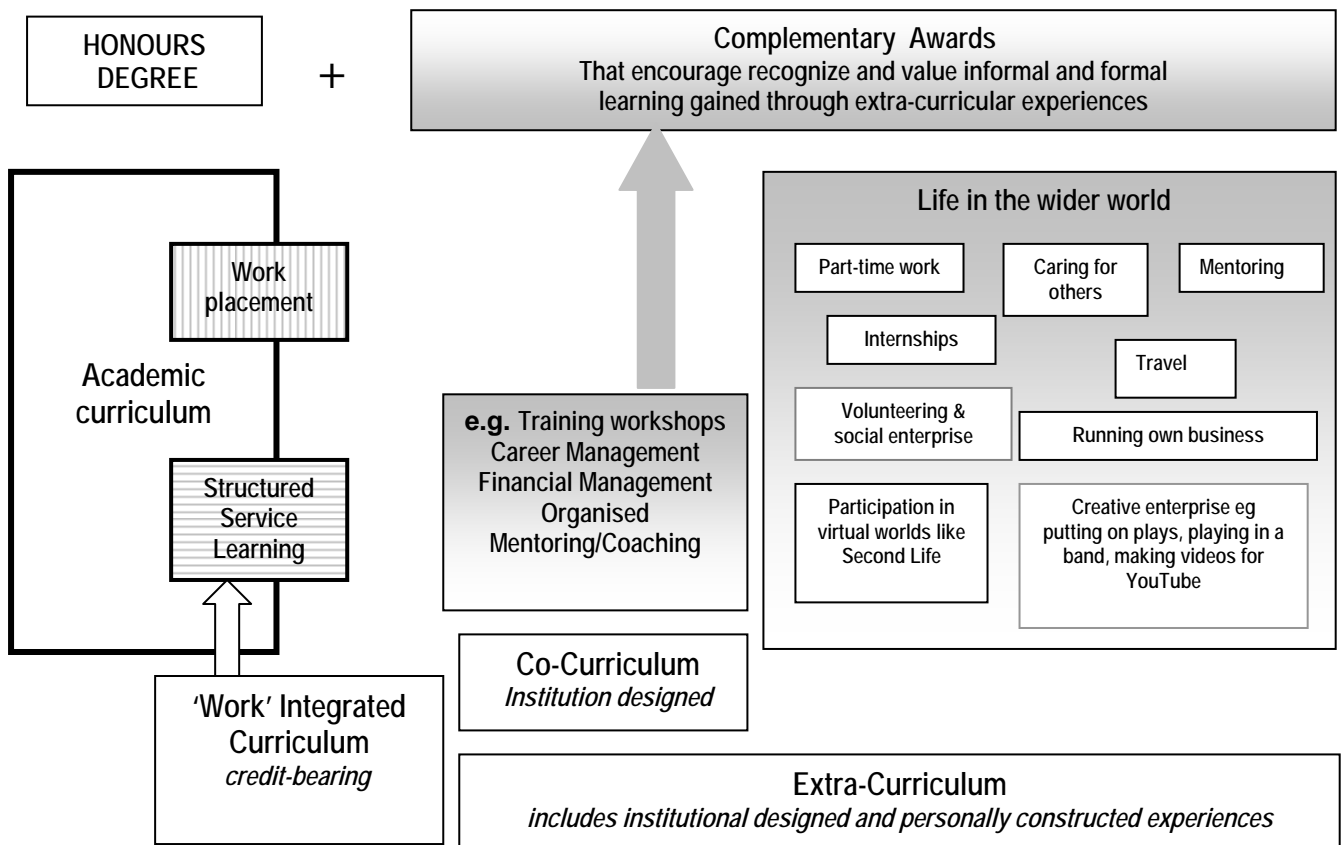 HONOURS
DEGREE
+
Complementary Awards
That encourage recognize and value informal and formal
learning gained through extra-curricular experiences
Work
placement
Academic
curriculum
Structured
Service
Learning
'Work' Integrated
Curriculum
credit-bearing
e.g. Training workshops
Career Management
Financial Management
Organised
Mentoring/Coaching
Co-Curriculum
Institution designed
Life in the wider world
Part-time work
Caring for
others
Mentoring
Internships
Travel
Volunteering &
social enterprise
Running own business
Participation in
virtual worlds like
Second Life
Creative enterprise eg
putting on plays, playing in a
band, making videos for
YouTube
Extra-Curriculum
includes institutional designed and personally constructed experiences